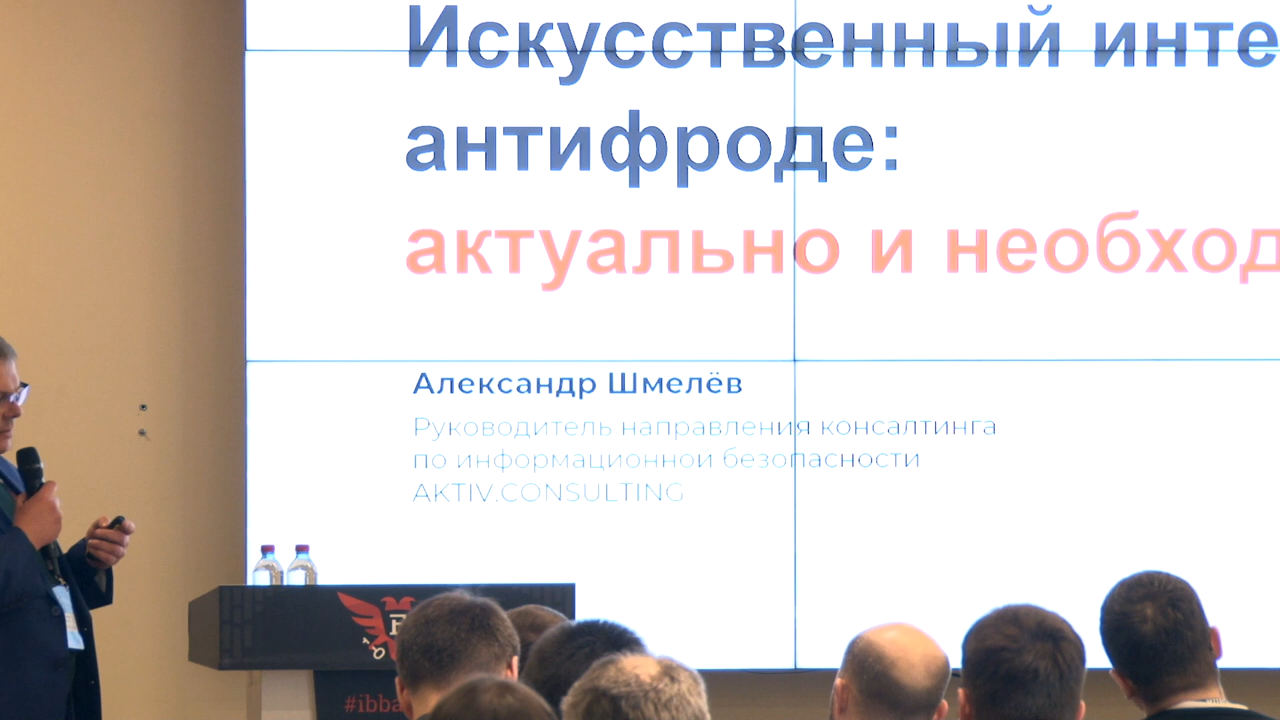 Искусственный инте
антифроде:
актуально и необход
Александр Шмелёв
Руководитель направления консалтинга
по информационной безопасности
AKTIV.CONSULTING
#ibba